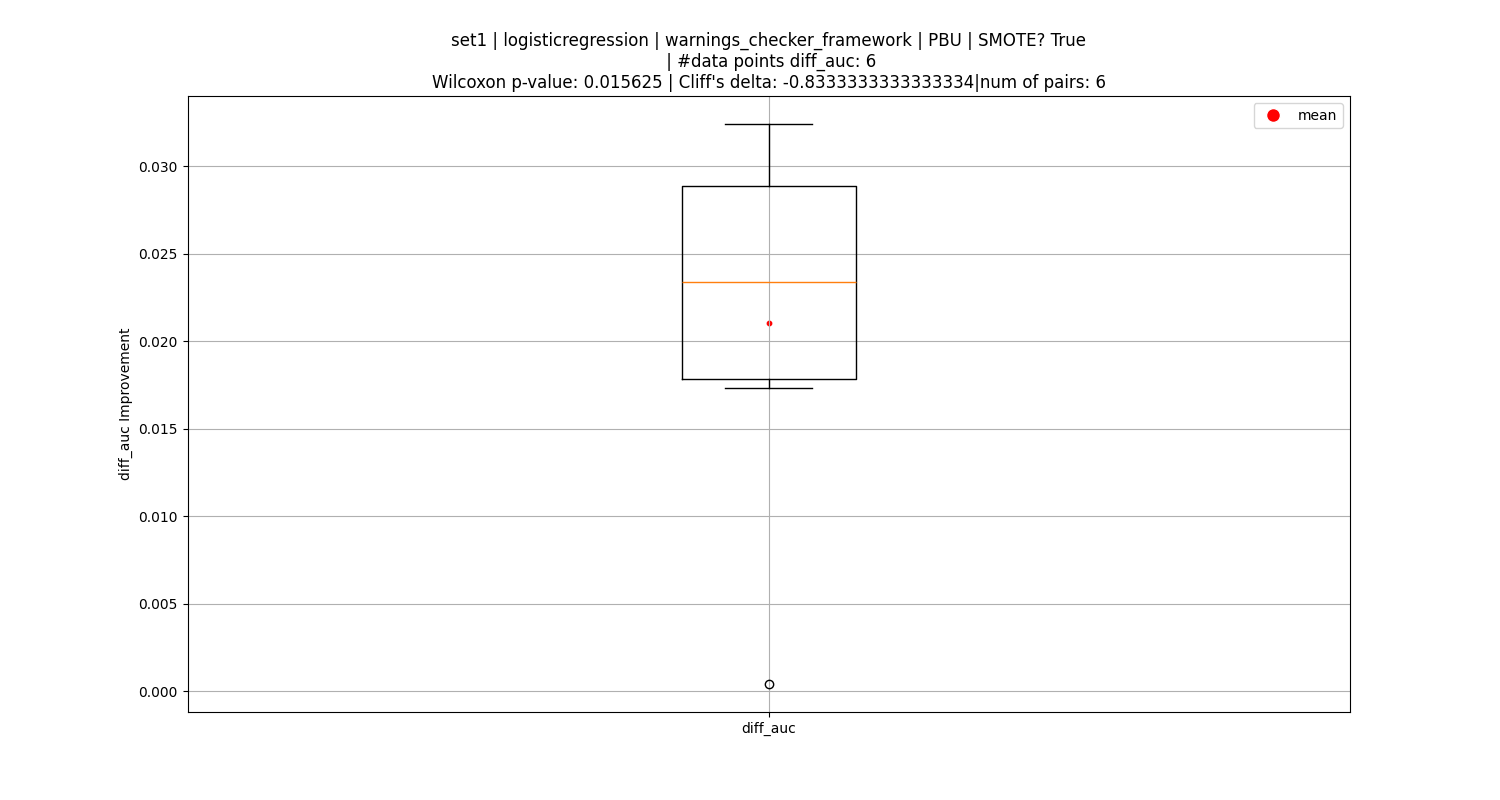 set1 | logisticregression | warnings_checker_framework | PBU | SMOTE? True
| #data points diff_auc: 6
Wilcoxon p-value: 0.015625 | Cliff's delta: -0.8333333333333334|num of pairs: 6
mean
0.030
0.025
0.020
0.015
0.010
0.005
0.000
diff_auc Improvement
diff_auc